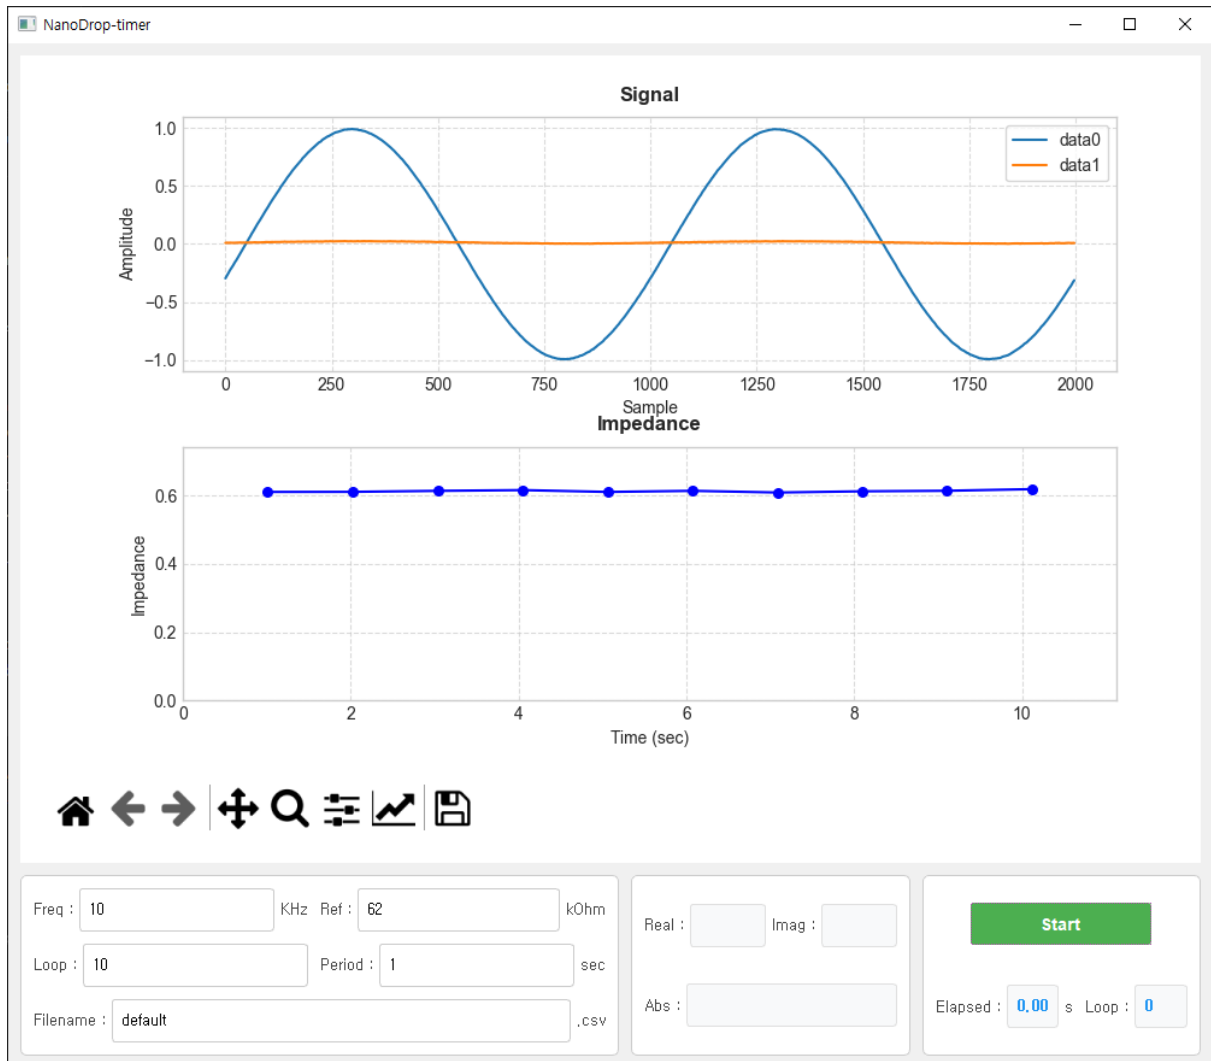 NanoDrop-timer
Signal
1.0
0.5
0.0
−0.5
−1.0
Amplitude
data0
data1
0 250 500 750 1000 1250 1500 1750 2000
Sample
Impedance
0.6
0.4
0.2
0.0
Impedance
0 2 4 6 8 10
Time (sec)
Freq : 10 KHz Ref : 62 kOhm
Loop : 10 Period : 1 sec
Filename : default .csv
Real : Imag :
Abs :
Start
Elapsed : 0.00 s Loop : 0